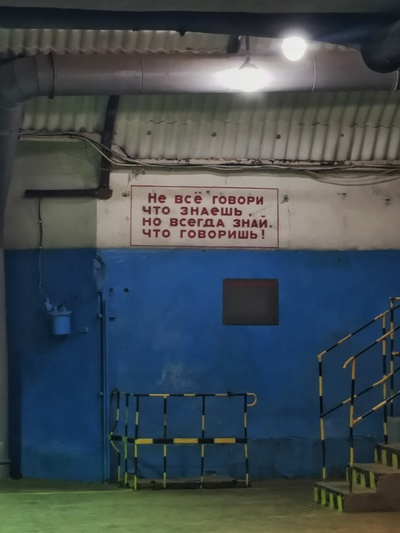 Не всё говори
что знаешь,
но всегда знай,
что говоришь!